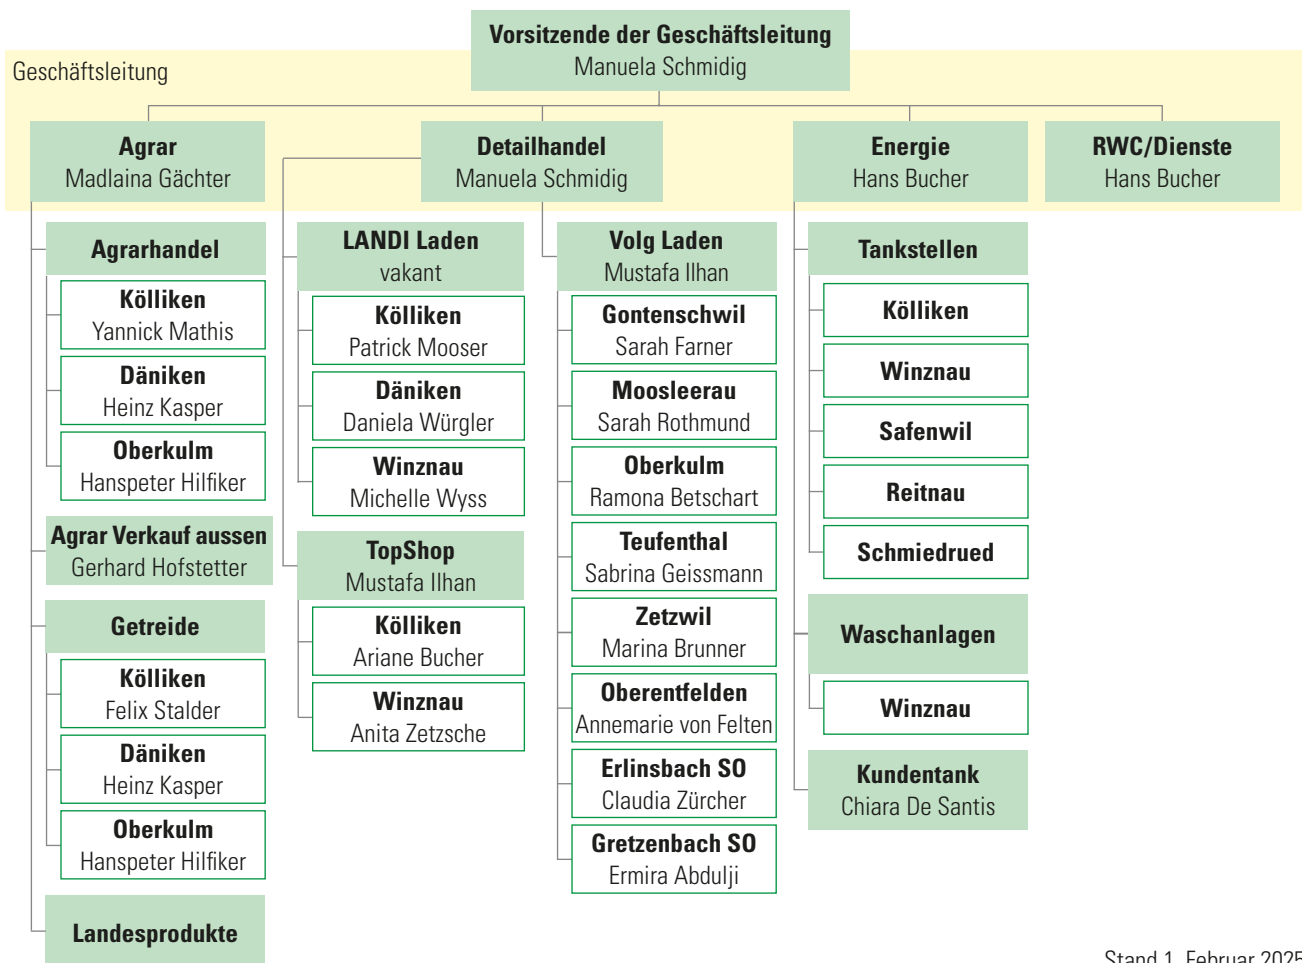 Vorsitzende der Geschäftsleitung
Manuela Schmidig
Geschäftsleitung
Agrar
Madlaina Gächter
Detailhandel
Manuela Schmidig
Energie
Hans Bucher
RWC/Dienste
Hans Bucher
Agrarhandel
Kölliken
Yannick Mathis
Däniken
Heinz Kasper
Oberkulm
Hanspeter Hilfiker
Agrar Verkauf aussen
Gerhard Hofstetter
Getreide
Kölliken
Felix Stalder
Däniken
Heinz Kasper
Oberkulm
Hanspeter Hilfiker
Landesprodukte
LANDI Laden
vakant
Kölliken
Patrick Mooser
Däniken
Daniela Würgler
Winznau
Michelle Wyss
TopShop
Mustafa Ilhan
Kölliken
Ariane Bucher
Winznau
Anita Zetzsche
Volg Laden
Mustafa Ilhan
Gontenschwil
Sarah Farner
Moosleerau
Sarah Rothmund
Oberkulm
Ramona Betschart
Teufenthal
Sabrina Geissmann
Zetzwil
Marina Brunner
Oberentfelden
Annemarie von Felten
Erlinsbach SO
Claudia Zürcher
Gretzenbach SO
Ermira Abdulji
Tankstellen
Kölliken
Winznau
Safenwil
Reitnau
Schmiedrued
Waschanlagen
Winznau
Kundentank
Chiara De Santis
Stand 1. Februar 2025